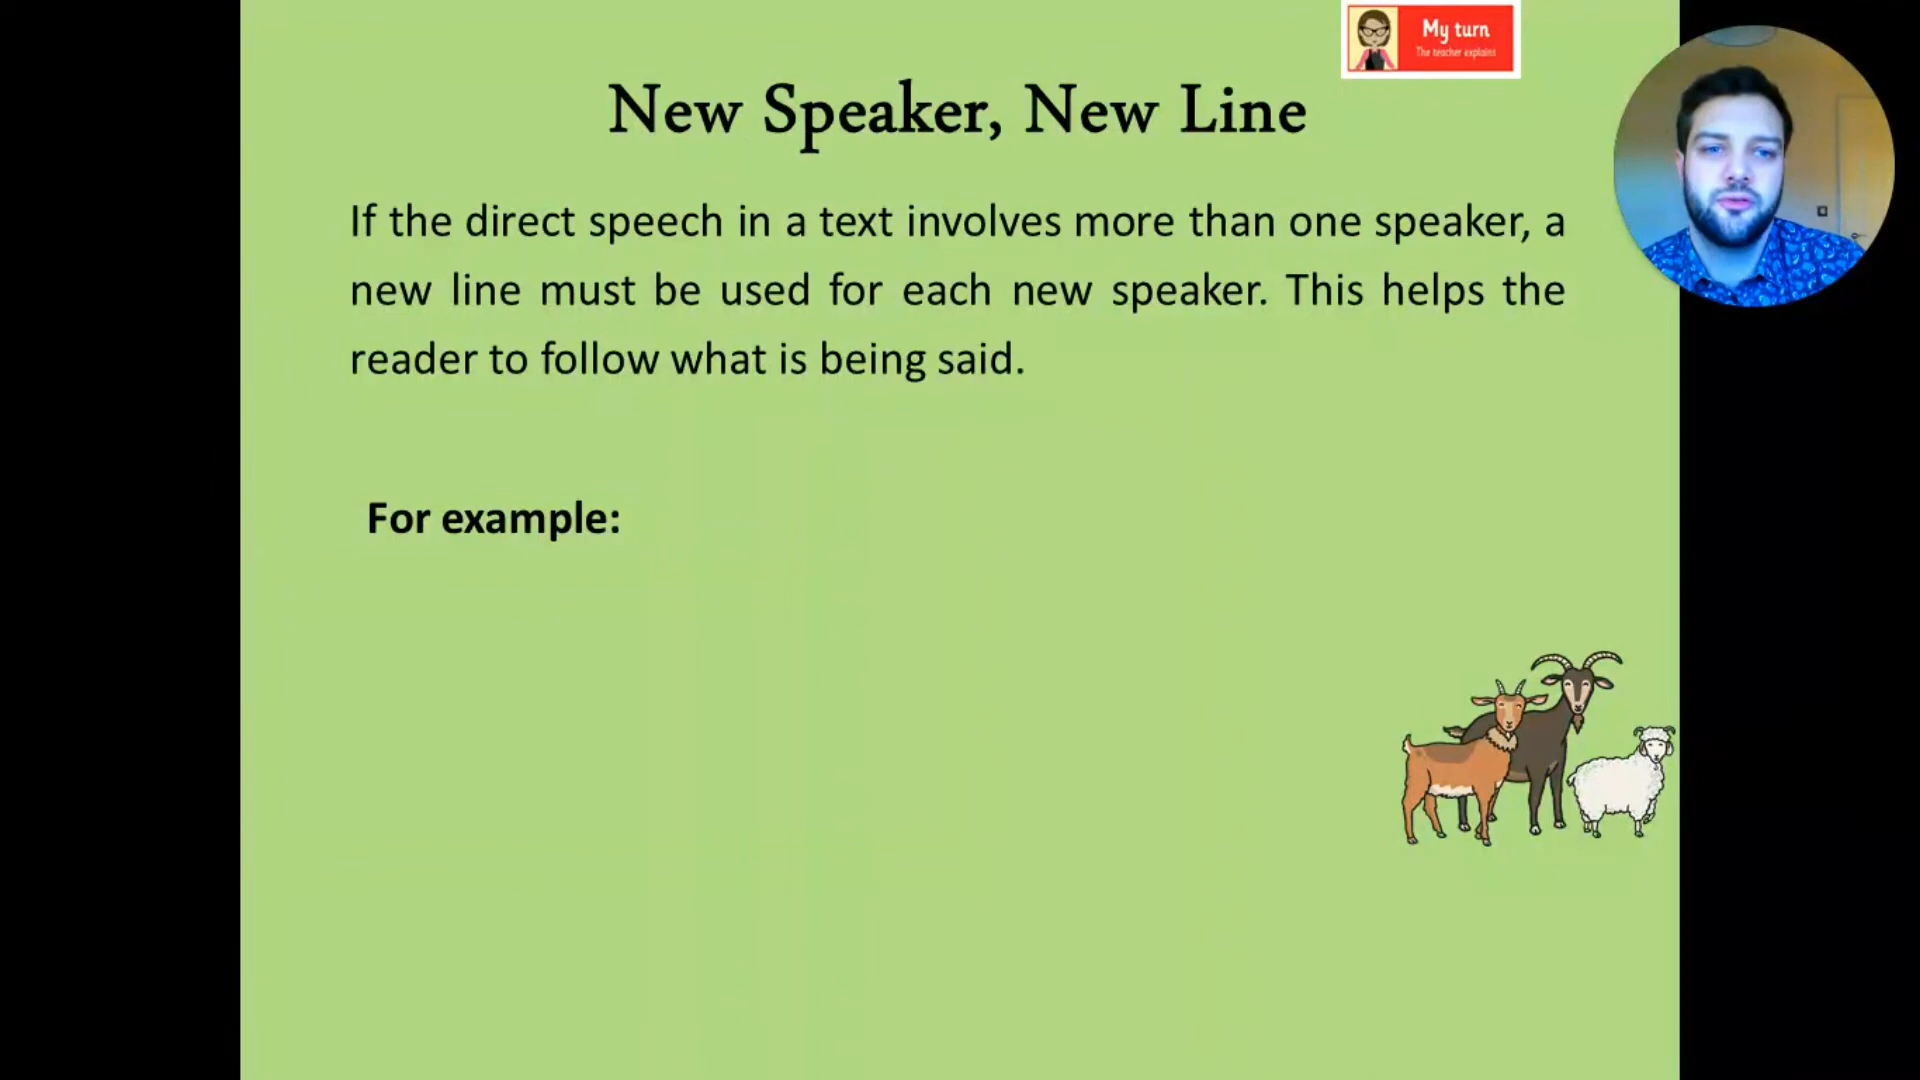 My turn
The teacher explains
New Speaker, New Line
If the direct speech in a text involves more than one speaker, a
new line must be used for each new speaker. This helps the
reader to follow what is being said.
For example: